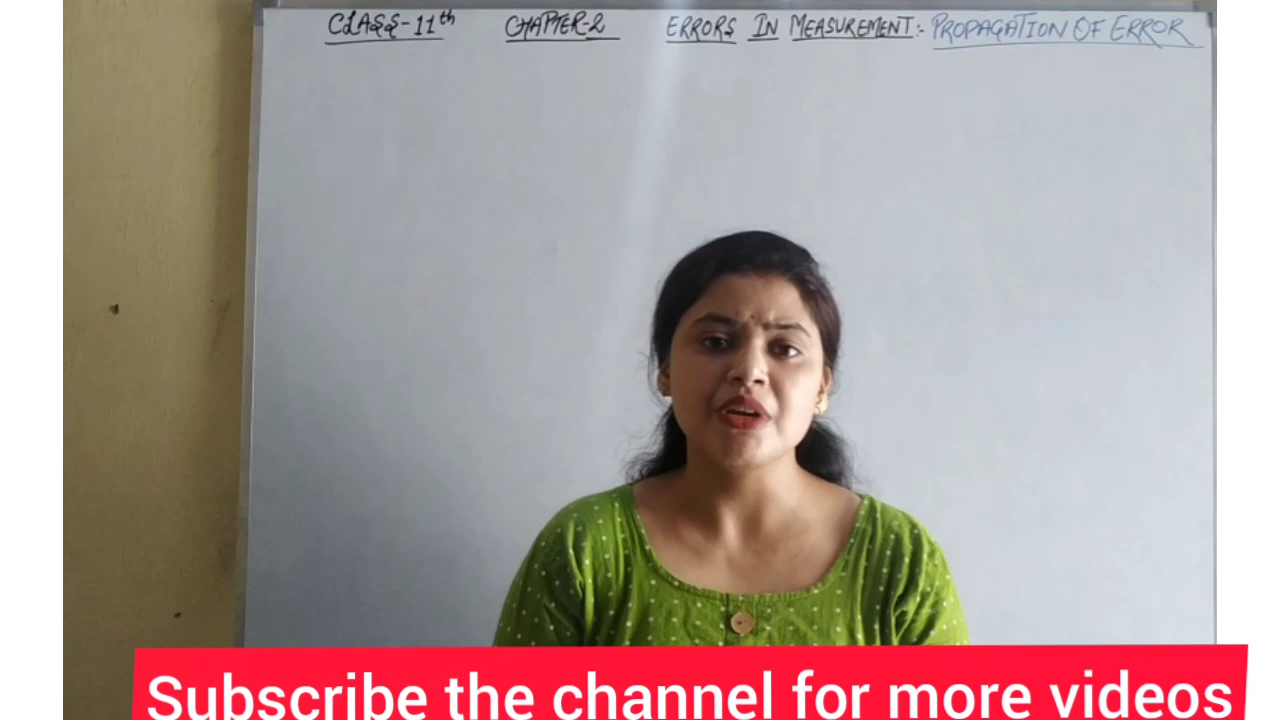 CLASS-11th CHAPTER-2 ERRORS IN MEASUREMENT:- PROPAGATION OF ERROR
Subscribe the channel for more videos